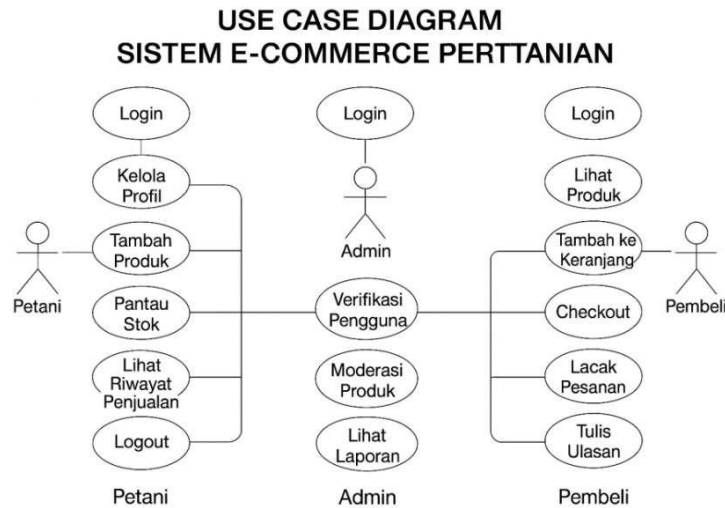 USE CASE DIAGRAM
SISTEM E-COMMERCE PERTTANIAN
Login
Kelola
Profil
Tambah
Produk
Petani
Pantau
Stok
Lihat
Riwayat
Penjualan
Logout
Petani
Login
Admin
Verifikasi
Pengguna
Moderasi
Produk
Lihat
Laporan
Admin
Login
Lihat
Produk
Tambah ke
Keranjang
Pembeli
Checkout
Lacak
Pesanan
Tulis
Ulasan
Pembeli